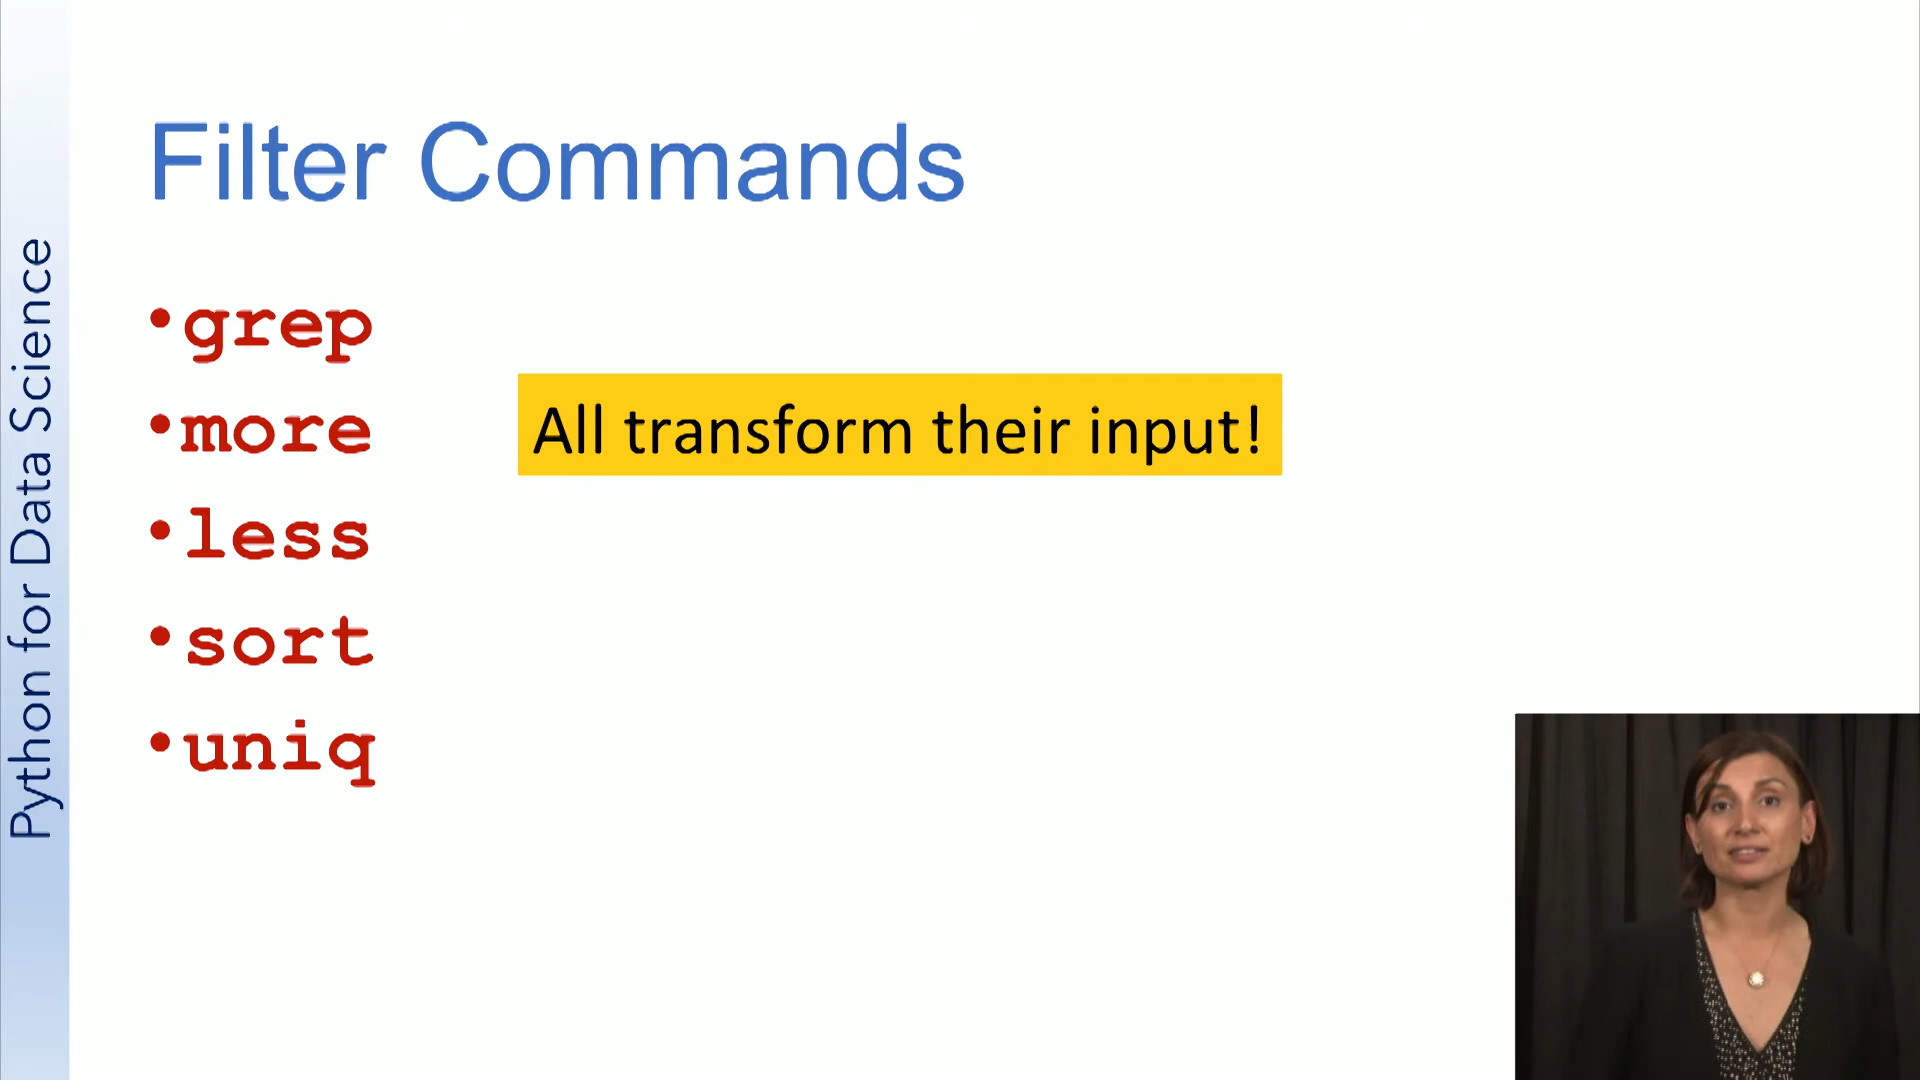 Python for Data Science
Filter Commands
•grep
•more
•less
•sort
•uniq
All transform their input!